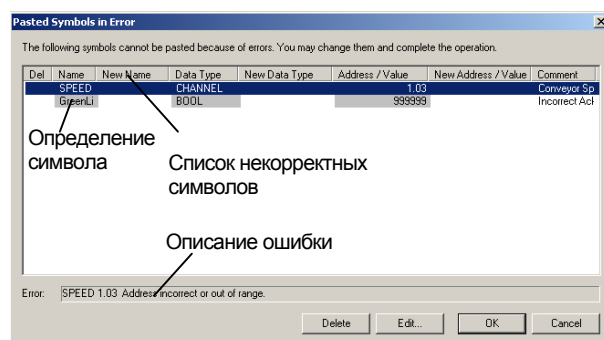 Pasted Symbols in Error
The following symbols cannot be pasted because of errors. You may change them and complete the operation.
Del Name New Name Data Type New Data Type Address / Value New Address / Value Comment
SPEED CHANNEL 1.03 Conveyor Sp
GreenLi BOOL 999999 Incorrect Ad
Определение
символа
Список некорректных
символов
Описание ошибки
Error: SPEED 1.03 Address incorrect or out of range.
Delete Edit... OK Cancel